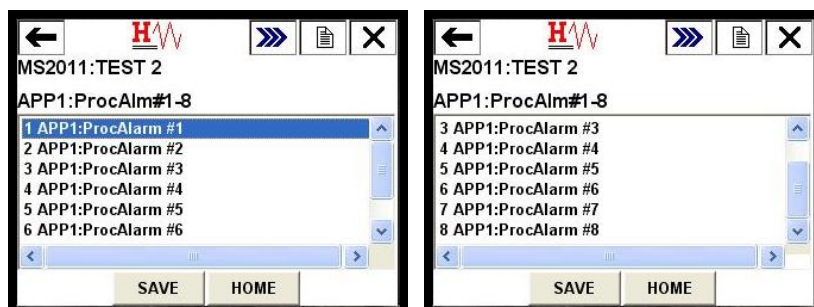 H
MS2011:TEST 2
APP1:ProcAlm#1-8
1 APP1:ProcAlarm #1
2 APP1:ProcAlarm #2
3 APP1:ProcAlarm #3
4 APP1:ProcAlarm #4
5 APP1:ProcAlarm #5
6 APP1:ProcAlarm #6
SAVE HOME
H
MS2011:TEST 2
APP1:ProcAlm#1-8
3 APP1:ProcAlarm #3
4 APP1:ProcAlarm #4
5 APP1:ProcAlarm #5
6 APP1:ProcAlarm #6
7 APP1:ProcAlarm #7
8 APP1:ProcAlarm #8
SAVE HOME